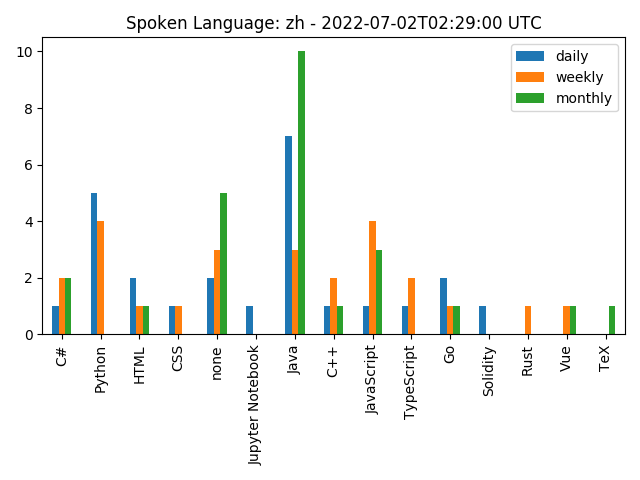 Spoken Language: zh - 2022-07-02T02:29:00 UTC
daily
weekly
monthly
10
8
6
4
2
0
C#
Python
HTML
CSS
none
Jupyter Notebook
Java
C++
JavaScript
TypeScript
Go
Solidity
Rust
Vue
TeX